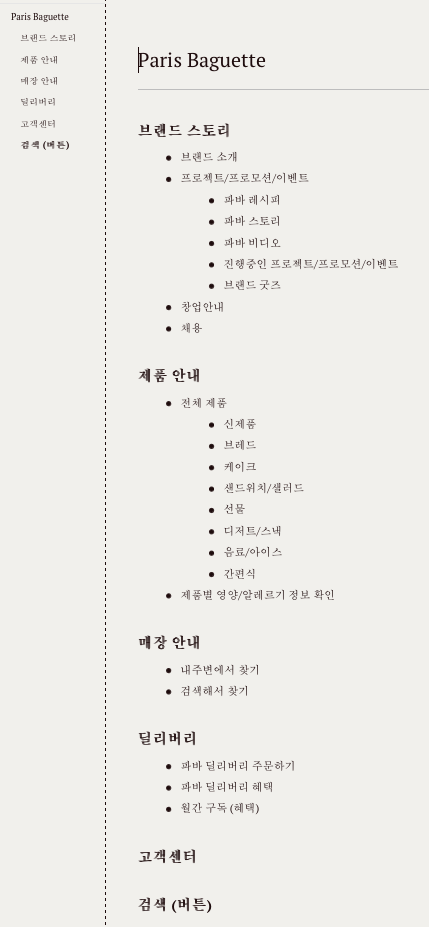 Paris Baguette
브랜드 스토리
제품 안내
매장 안내
딜리버리
고객센터
검색 (버튼)
Paris Baguette
브랜드 스토리
브랜드 소개
프로젝트/프로모션/이벤트
파바 레시피
파바 스토리
파바 비디오
진행중인 프로젝트/프로모션/이벤트
브랜드 굿즈
창업안내
채용
제품 안내
전체 제품
신제품
브레드
케이크
샌드위치/샐러드
선물
디저트/스낵
음료/아이스
간편식
제품별 영양/알레르기 정보 확인
매장 안내
내주변에서 찾기
검색해서 찾기
딜리버리
파바 딜리버리 주문하기
파바 딜리버리 혜택
월간 구독 (혜택)
고객센터
검색 (버튼)